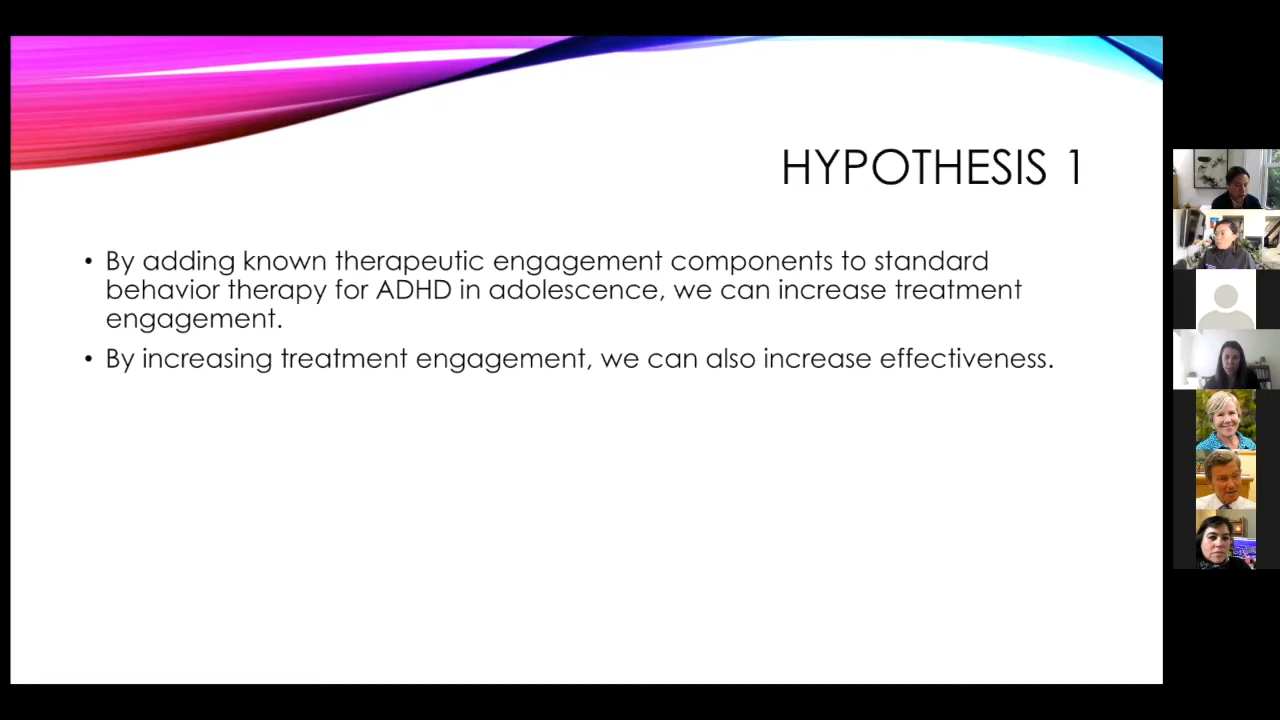 HYPOTHESIS 1
• By adding known therapeutic engagement components to standard
behavior therapy for ADHD in adolescence, we can increase treatment
engagement.
• By increasing treatment engagement, we can also increase effectiveness.